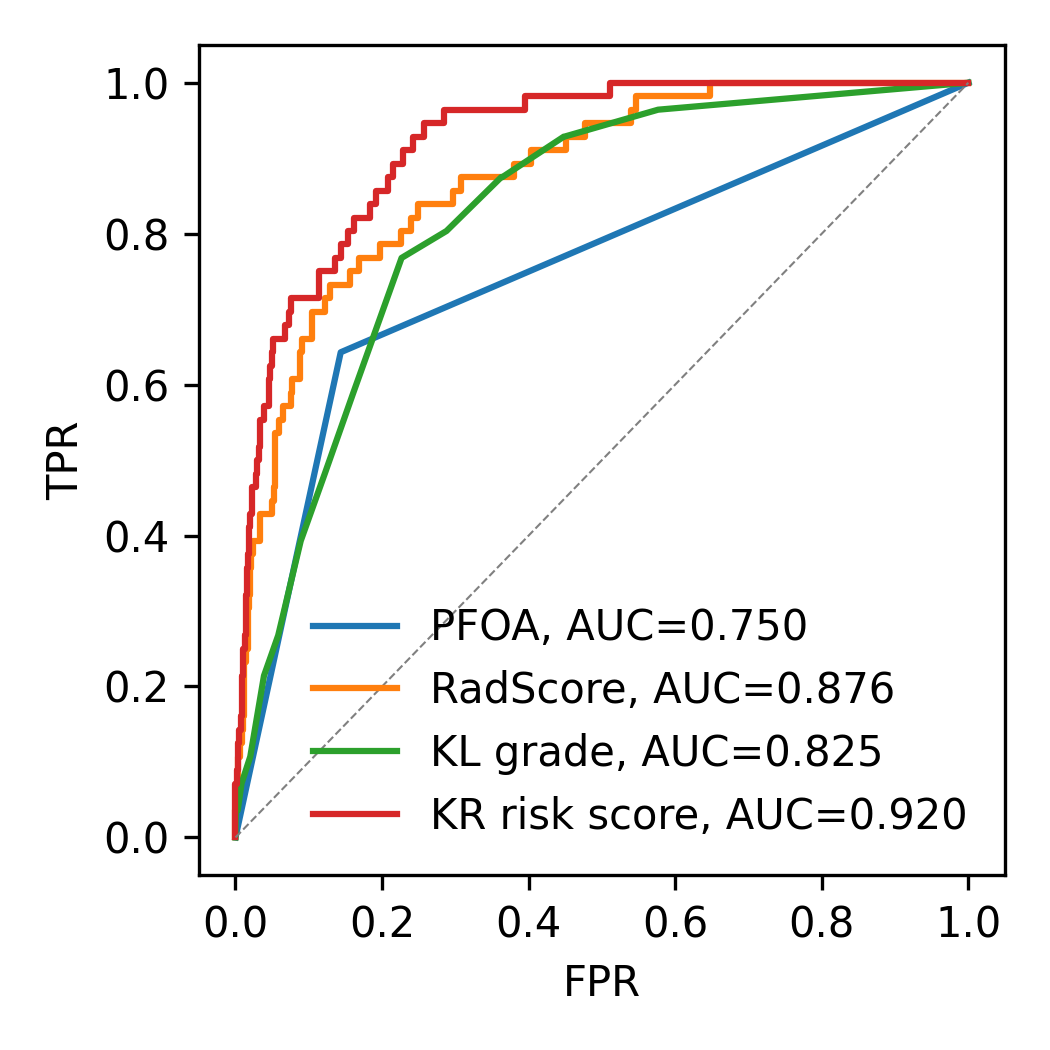 1.0
0.8
0.6
0.4
0.2
0.0
TPR
PFOA, AUC=0.750
RadScore, AUC=0.876
KL grade, AUC=0.825
KR risk score, AUC=0.920
0.0 0.2 0.4 0.6 0.8 1.0
FPR